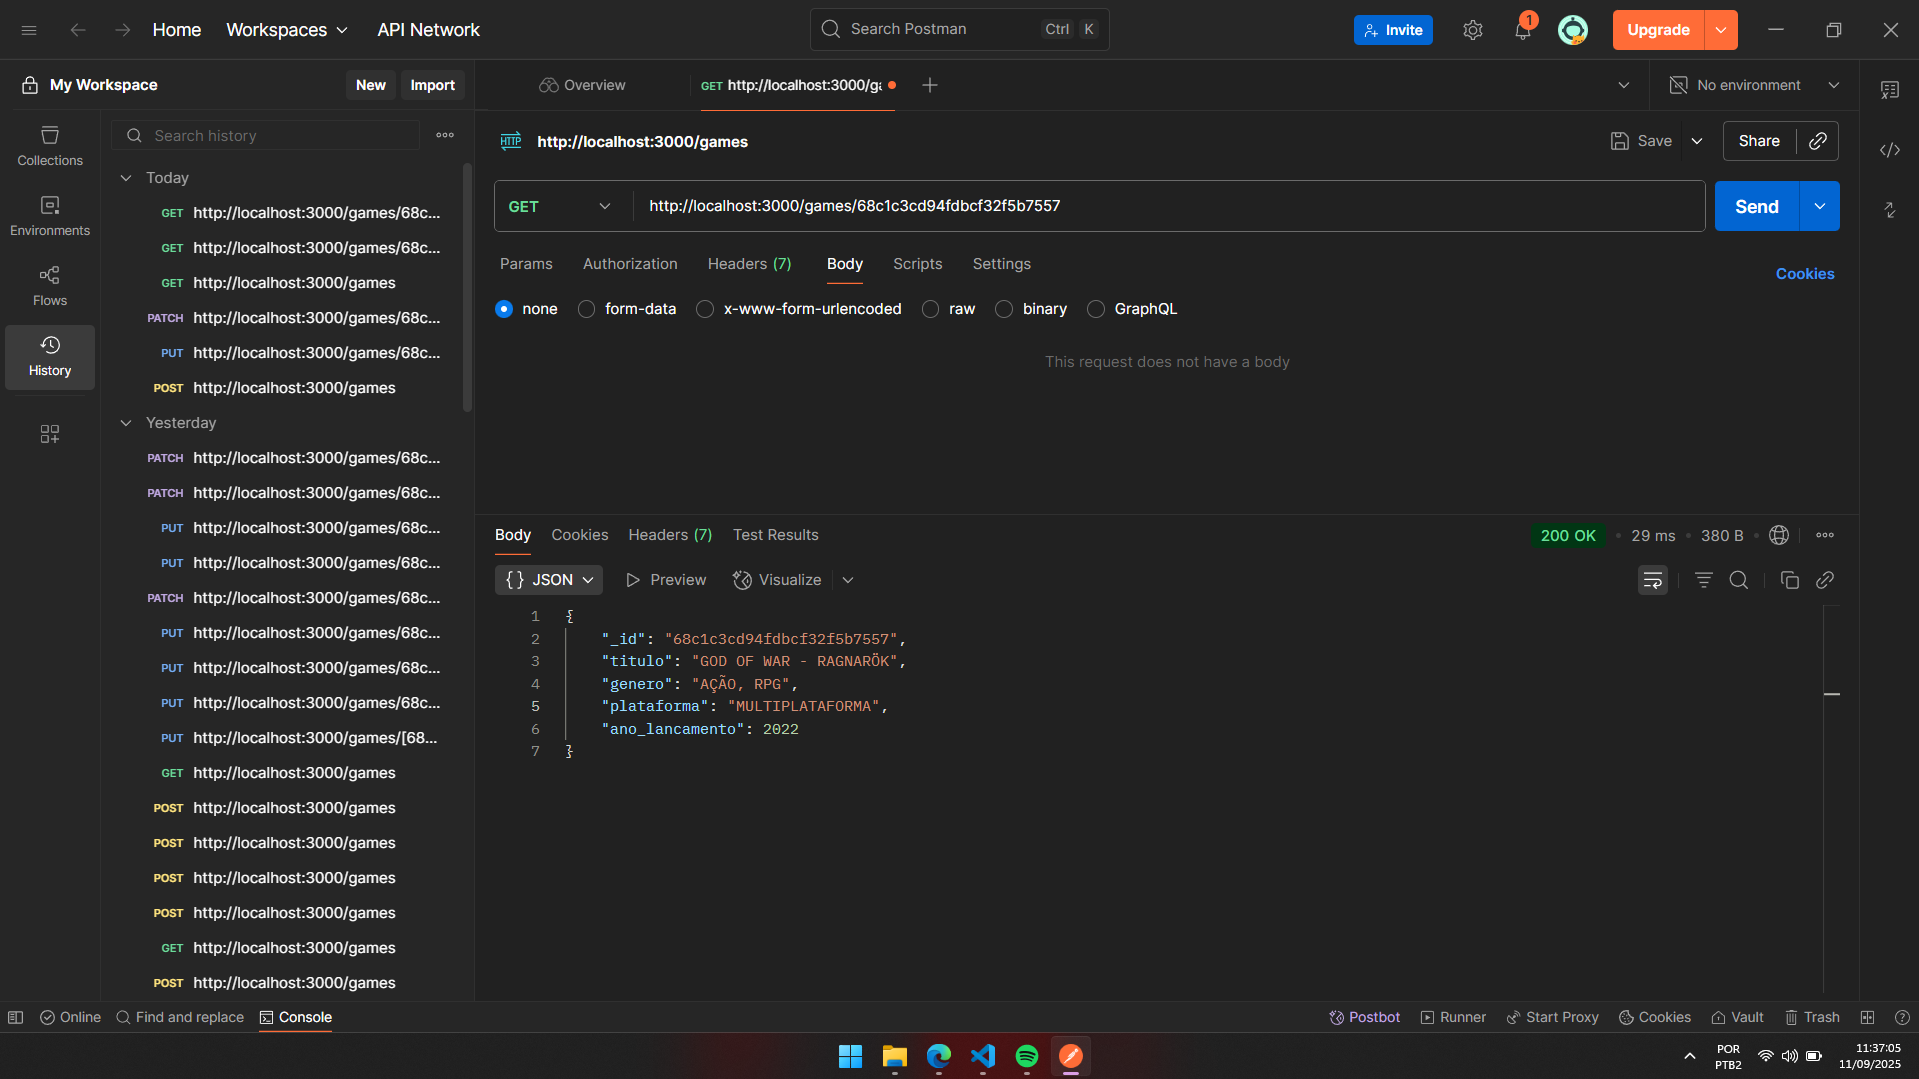 Home
Workspaces
API Network
Search Postman
Ctrl K
Invite
1
Upgrade
My Workspace
New
Import
Overview
GET http://localhost:3000/ga
No environment
Search history
http://localhost:3000/games
Save
Share
Collections
Environments
Flows
History
Today
GET http://localhost:3000/games/68c...
GET http://localhost:3000/games/68c...
GET http://localhost:3000/games
PATCH http://localhost:3000/games/68c...
PUT http://localhost:3000/games/68c...
POST http://localhost:3000/games
Yesterday
PATCH http://localhost:3000/games/68c...
PATCH http://localhost:3000/games/68c...
PUT http://localhost:3000/games/68c...
PUT http://localhost:3000/games/68c...
PATCH http://localhost:3000/games/68c...
PUT http://localhost:3000/games/68c...
PUT http://localhost:3000/games/68c...
PUT http://localhost:3000/games/68c...
PUT http://localhost:3000/games/[68...
GET http://localhost:3000/games
POST http://localhost:3000/games
POST http://localhost:3000/games
POST http://localhost:3000/games
POST http://localhost:3000/games
GET http://localhost:3000/games
POST http://localhost:3000/games
HTTP
GET http://localhost:3000/games/68c1c3cd94fdbcf32f5b7557
Send
Params Authorization Headers (7) Body Scripts Settings
Cookies
none form-data x-www-form-urlencoded raw binary GraphQL
This request does not have a body
Body Cookies Headers (7) Test Results
200 OK • 29 ms • 380 B •
{} JSON Preview Visualize
1 {
2 "_id": "68c1c3cd94fdbcf32f5b7557",
3 "titulo": "GOD OF WAR - RAGNARÖK",
4 "genero": "AÇÃO, RPG",
5 "plataforma": "MULTIPLATAFORMA",
6 "ano_lancamento": 2022
7 }
Online Find and replace Console
Postbot Runner Start Proxy Cookies Vault Trash
POR
PTB2
11:37:05
11/09/2025